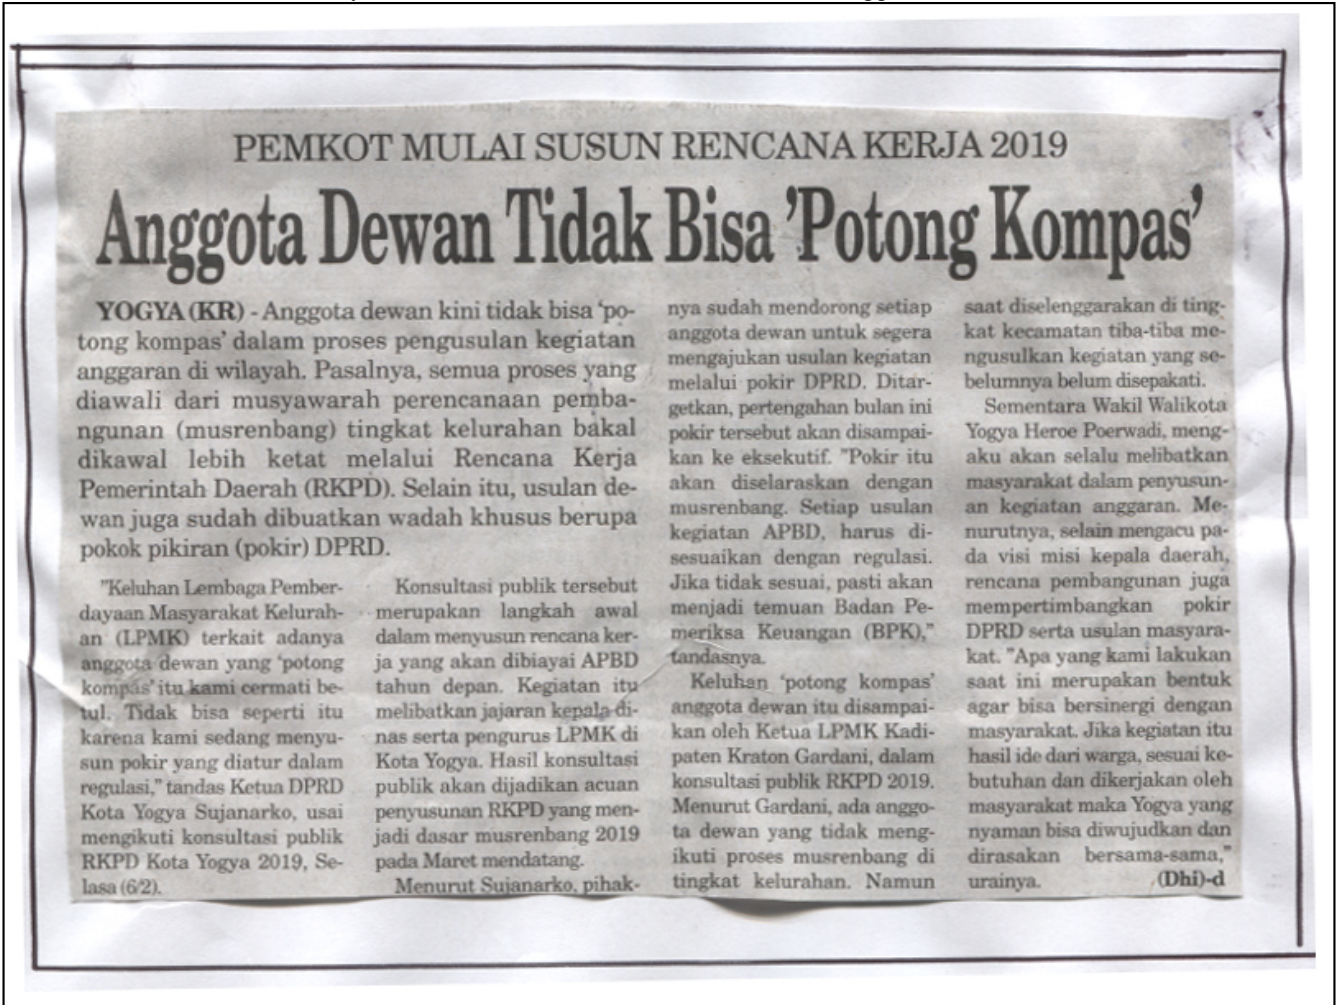 PEMKOT MULAI SUSUN RENCANA KERJA 2019
Anggota Dewan Tidak Bisa 'Potong Kompas'
YOGYA (KR) - Anggota dewan kini tidak bisa 'po-
tong kompas' dalam proses pengusulan kegiatan
anggaran di wilayah. Pasalnya, semua proses yang
diawali dari musyawarah perencanaan pemba-
ngunan (musrenbang) tingkat kelurahan bakal
dikawal lebih ketat melalui Rencana Kerja
Pemerintah Daerah (RKPD). Selain itu, usulan de-
wan juga sudah dibuatkan wadah khusus berupa
pokok pikiran (pokir) DPRD.
"Keluhan Lembaga Pember-
dayaan Masyarakat Kelurah-
an (LPMK) terkait adanya
anggota dewan yang 'potong
kompas' itu kami cermati be-
tul. Tidak bisa seperti itu
karena kami sedang menyu-
sun pokir yang diatur dalam
regulasi," tandas Ketua DPRD
Kota Yogya Sujanarko, usai
mengikuti konsultasi publik
RKPD Kota Yogya 2019, Se-
lasa (6/2).
Konsultasi publik tersebut
merupakan langkah awal
dalam menyusun rencana ker-
ja yang akan dibiayai APBD
tahun depan. Kegiatan itu
melibatkan jajaran kepala di-
nas serta pengurus LPMK di
Kota Yogya. Hasil konsultasi
publik akan dijadikan acuan
penyusunan RKPD yang men-
jadi dasar musrenbang 2019
pada Maret mendatang.
Menurut Sujanarko, pihak-
nya sudah mendorong setiap
anggota dewan untuk segera
mengajukan usulan kegiatan
melalui pokir DPRD. Ditar-
getkan, pertengahan bulan ini
pokir tersebut akan disampai-
kan ke eksekutif. "Pokir itu
akan diselaraskan dengan
musrenbang. Setiap usulan
kegiatan APBD, harus di-
sesuaikan dengan regulasi.
Jika tidak sesuai, pasti akan
menjadi temuan Badan Pe-
meriksa Keuangan (BPK),"
tandasnya.
Keluhan 'potong kompas'
anggota dewan itu disampai-
kan oleh Ketua LPMK Kadi-
paten Kraton Gardani, dalam
konsultasi publik RKPD 2019.
Menurut Gardani, ada anggo-
ta dewan yang tidak meng-
ikuti proses musrenbang di
tingkat kelurahan. Namun
saat diselenggarakan di ting-
kat kecamatan tiba-tiba me-
ngusulkan kegiatan yang se-
belumnya belum disepakati.
Sementara Wakil Walikota
Yogya Heroe Poerwadi, meng-
aku akan selalu melibatkan
masyarakat dalam penyusun-
an kegiatan anggaran. Me-
nurutnya, selain mengacu pa-
da visi misi kepala daerah,
rencana pembangunan juga
mempertimbangkan pokir
DPRD serta usulan masyara-
kat. "Apa yang kami lakukan
saat ini merupakan bentuk
agar bisa bersinergi dengan
masyarakat. Jika kegiatan itu
hasil ide dari warga, sesuai ke-
butuhan dan dikerjakan oleh
masyarakat maka Yogya yang
nyaman bisa diwujudkan dan
dirasakan bersama-sama,"
urainya. (Dhi)-d